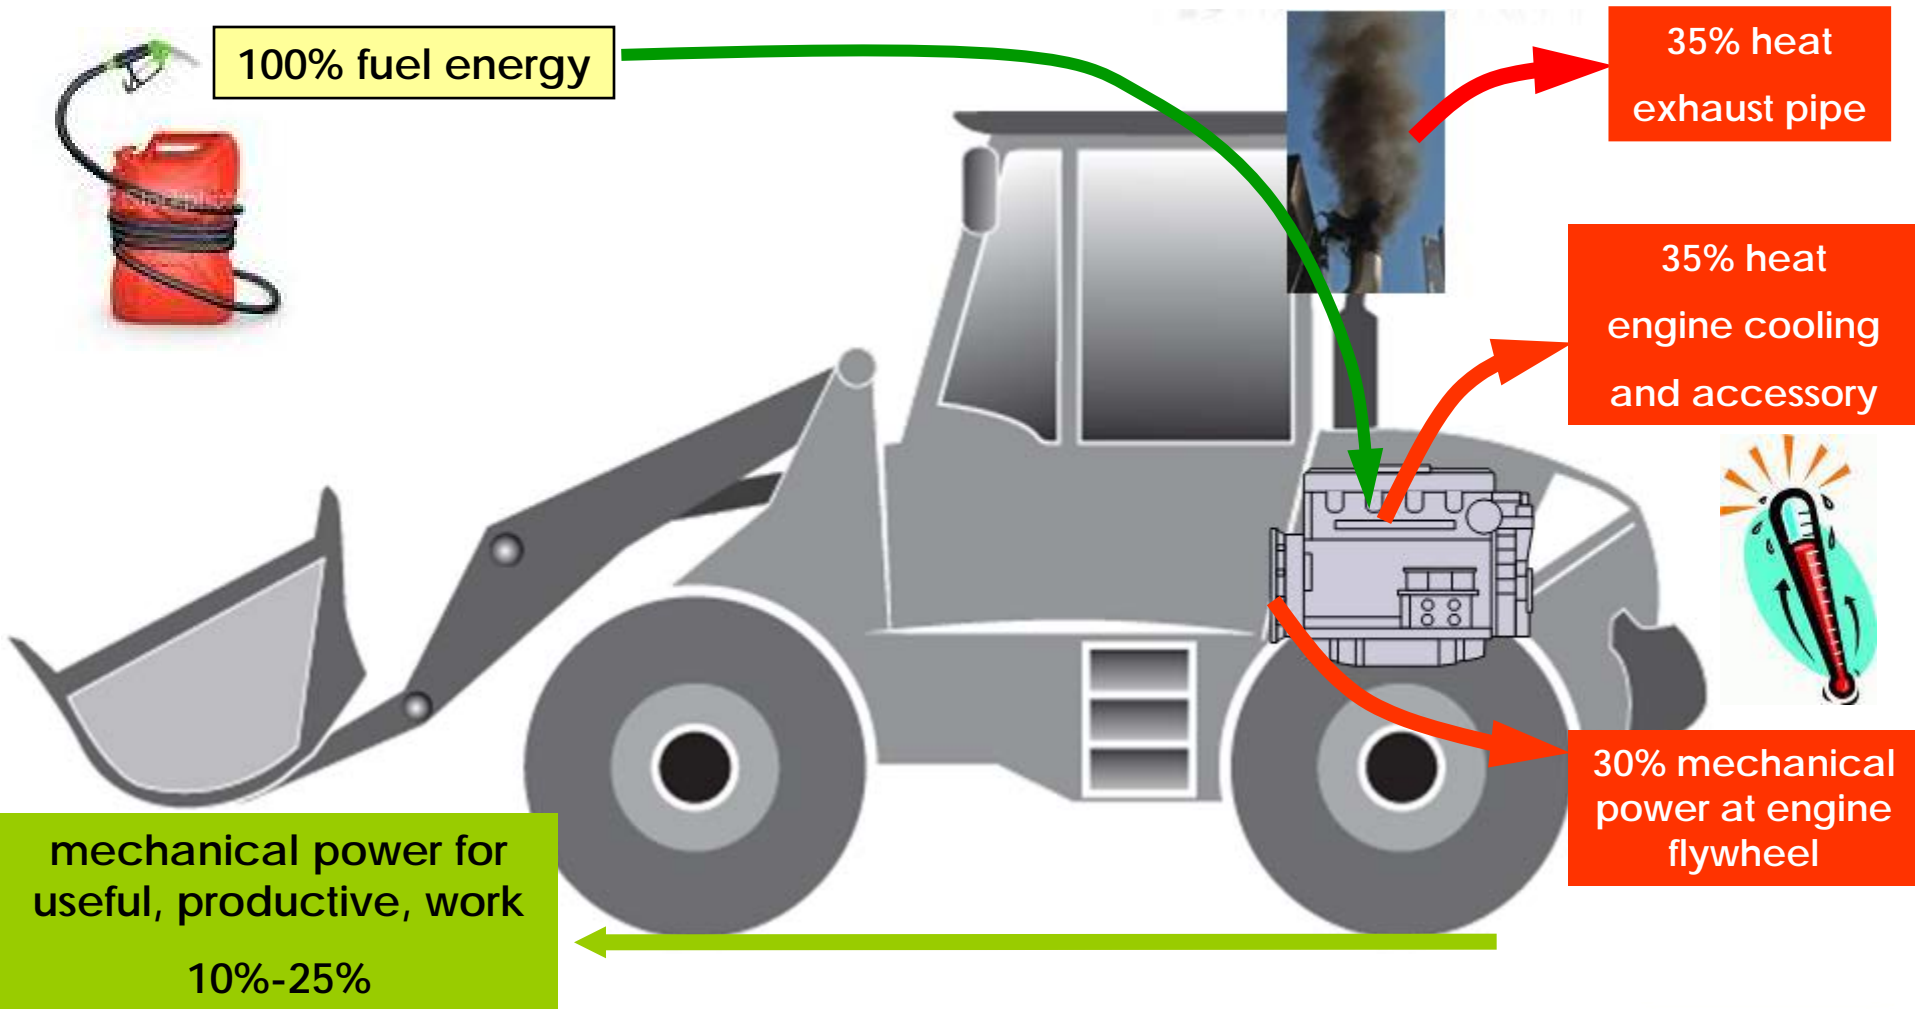 100% fuel energy
35% heat
exhaust pipe
35% heat
engine cooling
and accessory
30% mechanical
power at engine
flywheel
mechanical power for
useful, productive, work
10%-25%